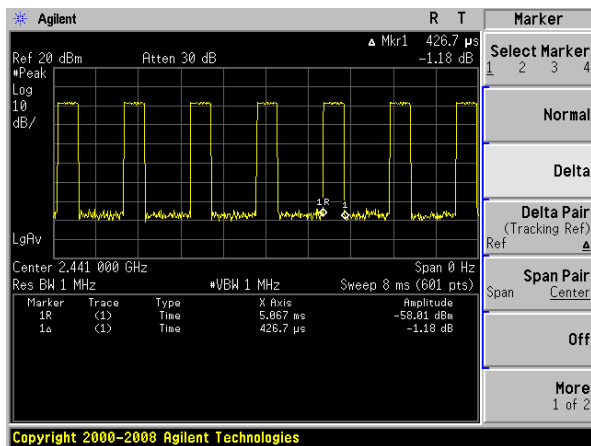 Agilent R T Marker
Δ Mkr1 426.7 µs
Ref 20 dBm Atten 30 dB -1.18 dB
#Peak
Log
10
dB/
1R 1
LgAv
Center 2.441 000 GHz Span 0 Hz
Res BW 1 MHz #VBW 1 MHz Sweep 8 ms (601 pts)
Marker Trace Type X Axis Amplitude
1R (1) Time 5.067 ms -58.01 dBm
1Δ (1) Time 426.7 µs -1.18 dB
Select Marker
1 2 3 4
Normal
Delta
Delta Pair
(Tracking Ref)
Ref Δ
Span Pair
Span Center
Off
More
1 of 2
Copyright 2000-2008 Agilent Technologies